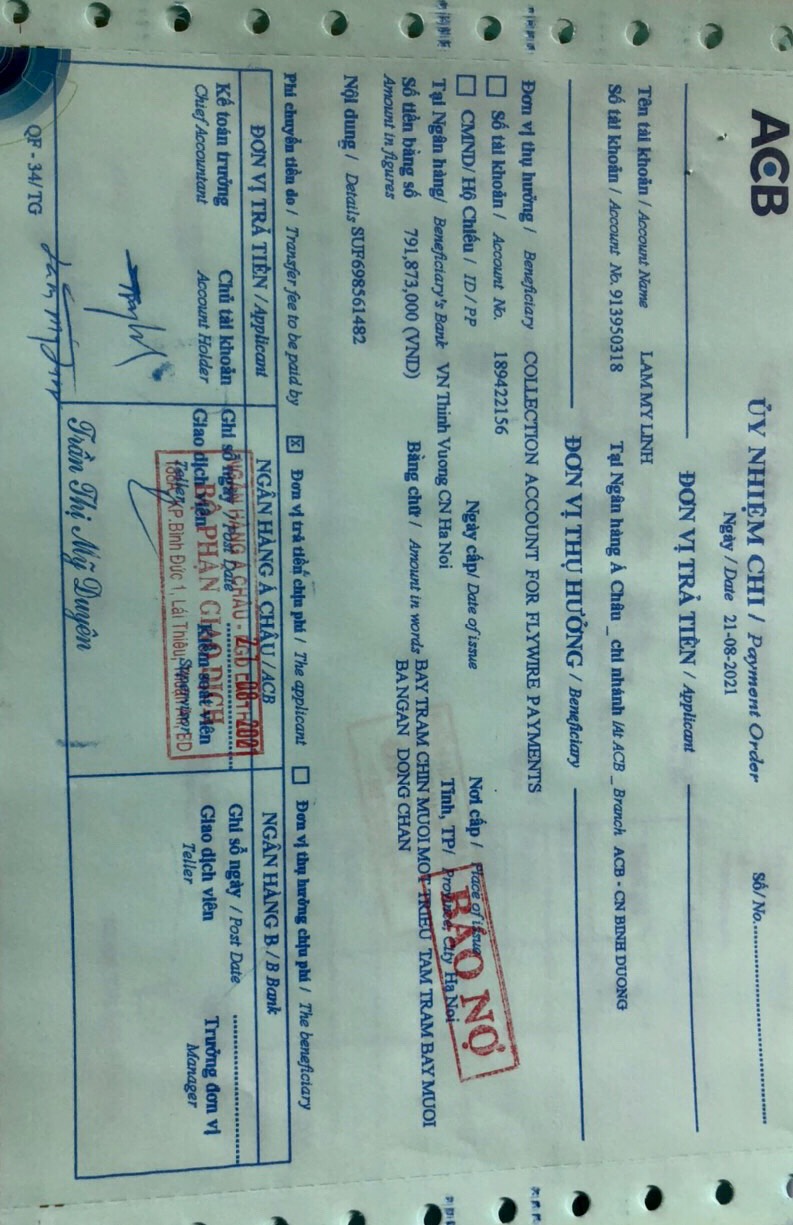 ACB
ỦY NHIỆM CHI / Payment Order
Số/ No.
Ngày / Date 21-08-2021
ĐƠN VỊ TRẢ TIỀN / Applicant
Tên tài khoản / Account Name LAM MY LINH
Số tài khoản / Account No. 913950318 Tại Ngân hàng Á Châu _ chi nhánh /At ACB _ Branch ACB - CN BINH DUONG
ĐƠN VỊ THỤ HƯỞNG / Beneficiary
Đơn vị thụ hưởng / Beneficiary COLLECTION ACCOUNT FOR FLYWIRE PAYMENTS
Số tài khoản / Account No. 189422156
CMND/ Hộ Chiếu / ID / PP Ngày cấp/ Date of issue Nơi cấp / Place of issue
Tại Ngân hàng/ Beneficiary's Bank VN Thinh Vuong CN Ha Noi Tỉnh, TP/ Province, City Ha Noi
BÁO NỢ
Số tiền bằng số 791,873,000 (VND) Bằng chữ / Amount in words BAY TRAM CHIN MUOI MOT TRIEU TAM TRAM BAY MUOI
Amount in figures BA NGAN DONG CHAN
Nội dung / Details SUF698561482
Phí chuyển tiền do / Transfer fee to be paid by X Đơn vị trả tiền chịu phí / The applicant Đơn vị thụ hưởng chịu phí / The beneficiary
ĐƠN VỊ TRẢ TIỀN / Applicant NGÂN HÀNG Á CHÂU / ACB NGÂN HÀNG B / B Bank
Kế toán trưởng Chủ tài khoản Ghi sổ ngày / Post Date Ghi sổ ngày / Post Date
Chief Accountant Account Holder Giao dịch viên Kiểm soát viên Giao dịch viên Trưởng đơn vị
Teller Supervisor Teller Manager
NGÂN HÀNG Á CHÂU -
BỘ PHẬN GIAO DỊCH
KP.Bình Đức 1, Lái Thiêu,
Trần Thị Mỹ Duyên
QF - 34/TG